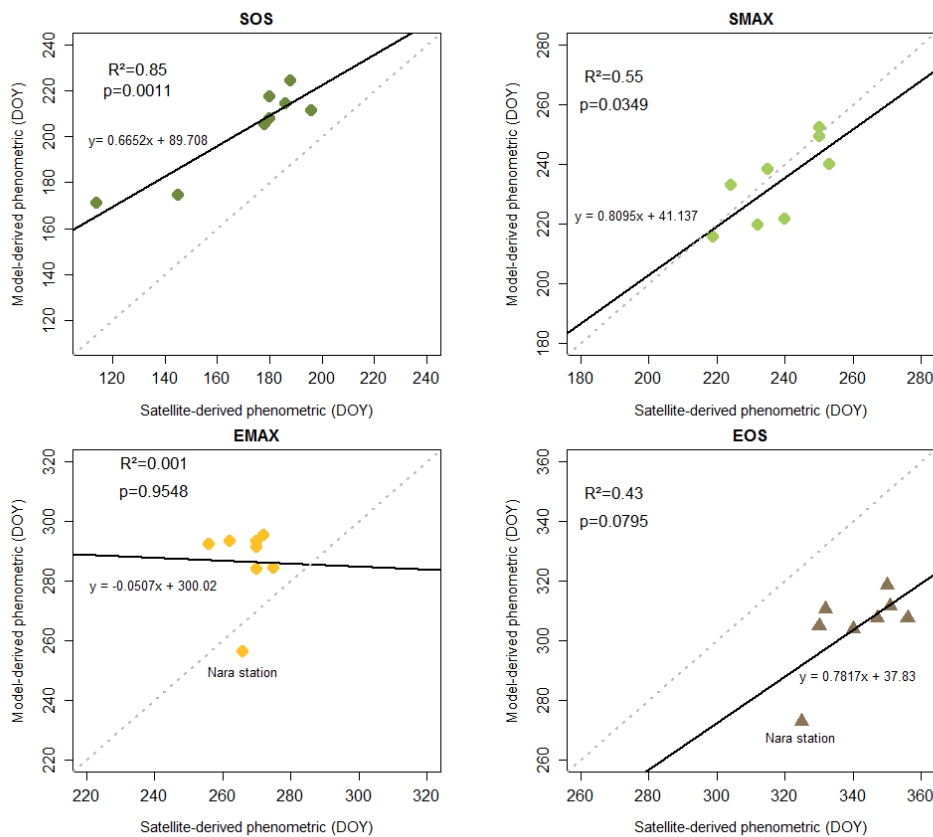 SOS
R²=0.85
p=0.0011
y= 0.6652x + 89.708
Model-derived phenometric (DOY)
120 140 160 180 200 220 240
120 140 160 180 200 220 240
Satellite-derived phenometric (DOY)
SMAX
R²=0.55
p=0.0349
y = 0.8095x + 41.137
Model-derived phenometric (DOY)
180 200 220 240 260 280
180 200 220 240 260 280
Satellite-derived phenometric (DOY)
EMAX
R²=0.001
p=0.9548
y = -0.0507x + 300.02
Nara station
Model-derived phenometric (DOY)
220 240 260 280 300 320
220 240 260 280 300 320
Satellite-derived phenometric (DOY)
EOS
R²=0.43
p=0.0795
y = 0.7817x + 37.83
Nara station
Model-derived phenometric (DOY)
260 280 300 320 340 360
260 280 300 320 340 360
Satellite-derived phenometric (DOY)